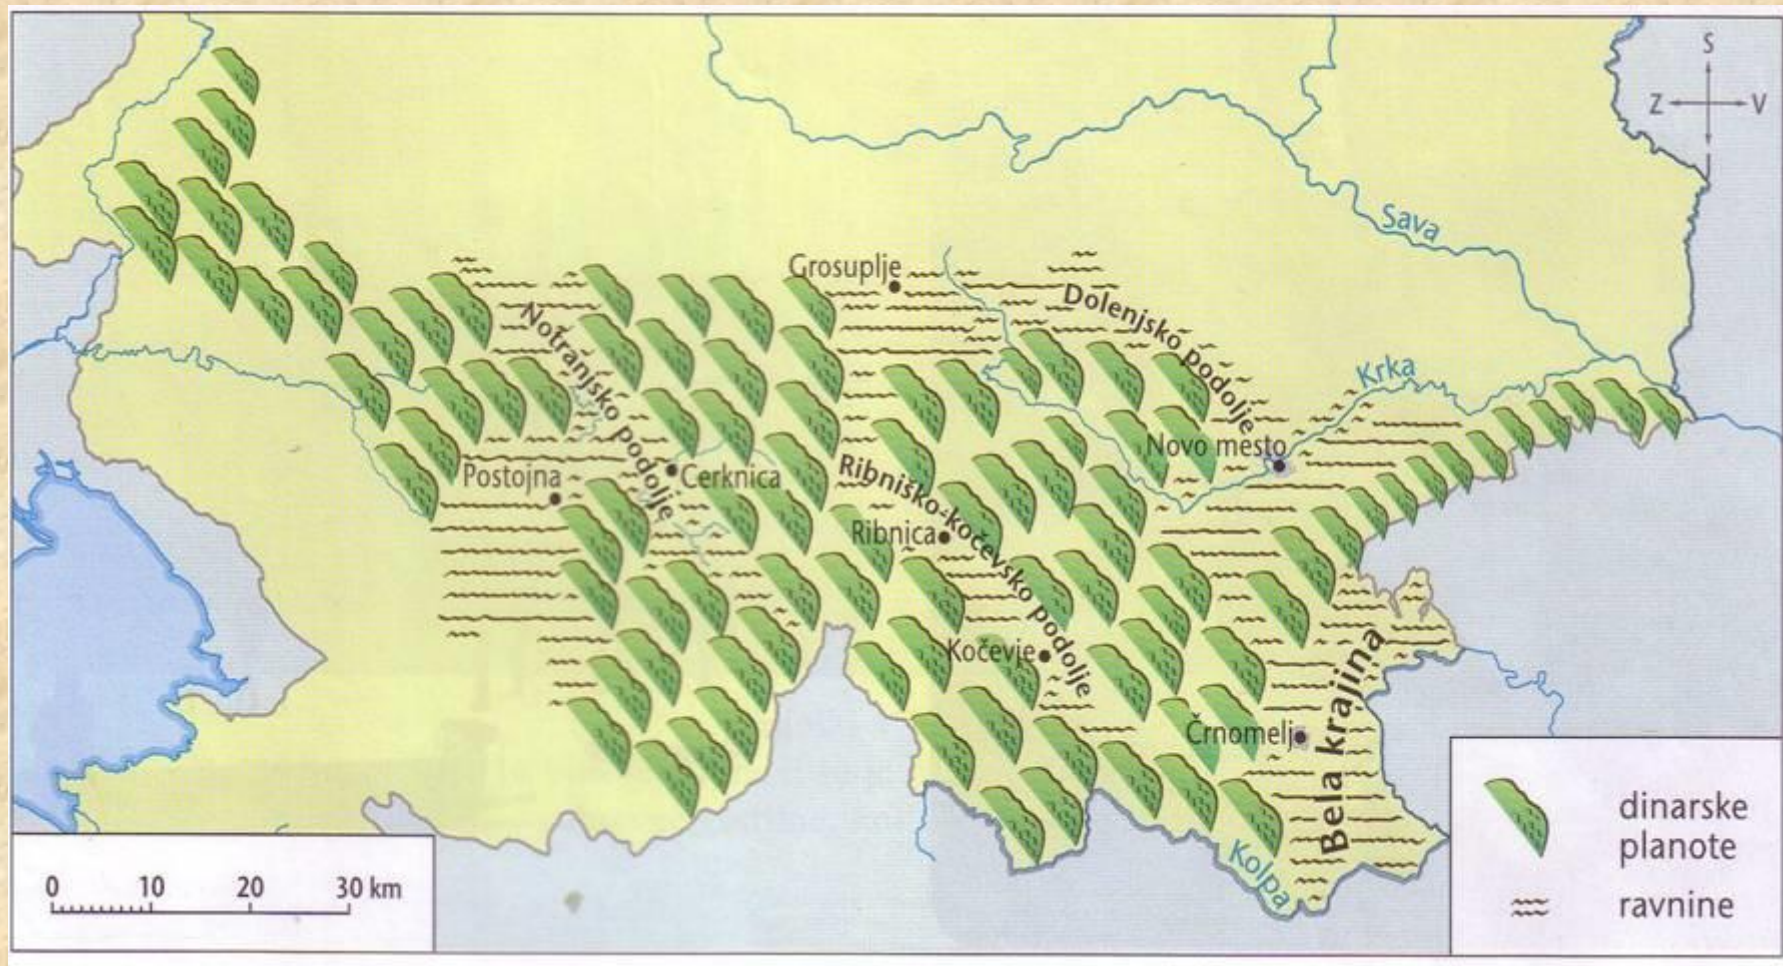 S
Z V
J
Sava
Grosuplje
Dolenjsko podolje
Notranjsko podolje
Krka
Novo mesto
Postojna
Cerknica
Ribniško-kočevsko podolje
Ribnica
Kočevje
Črnomelj
Bela krajina
Kolpa
dinarske
planote
ravnine
0 10 20 30 km